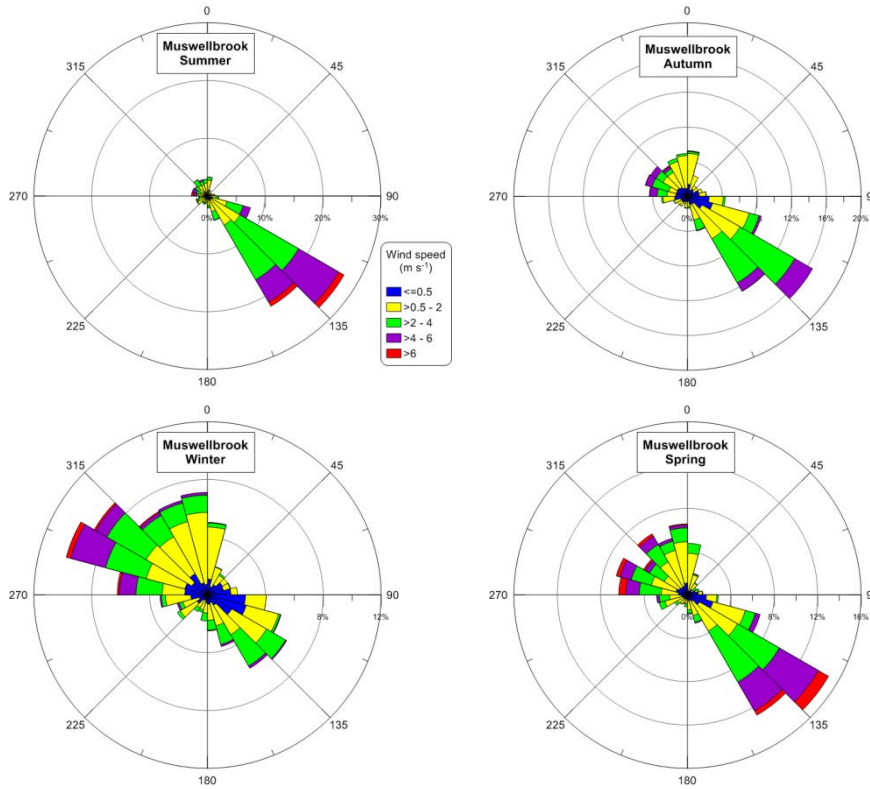 0
Muswellbrook
Summer
315
45
270
90
0% 10% 20% 30%
225
135
180
Wind speed
(m s⁻¹)
<=0.5
>0.5 - 2
>2 - 4
>4 - 6
>6
0
Muswellbrook
Autumn
315
45
270
9
0% 12% 16% 20%
225
135
180
0
Muswellbrook
Winter
315
45
270
90
8% 12%
225
135
180
0
Muswellbrook
Spring
315
45
270
9
0% 8% 12% 16%
225
135
180